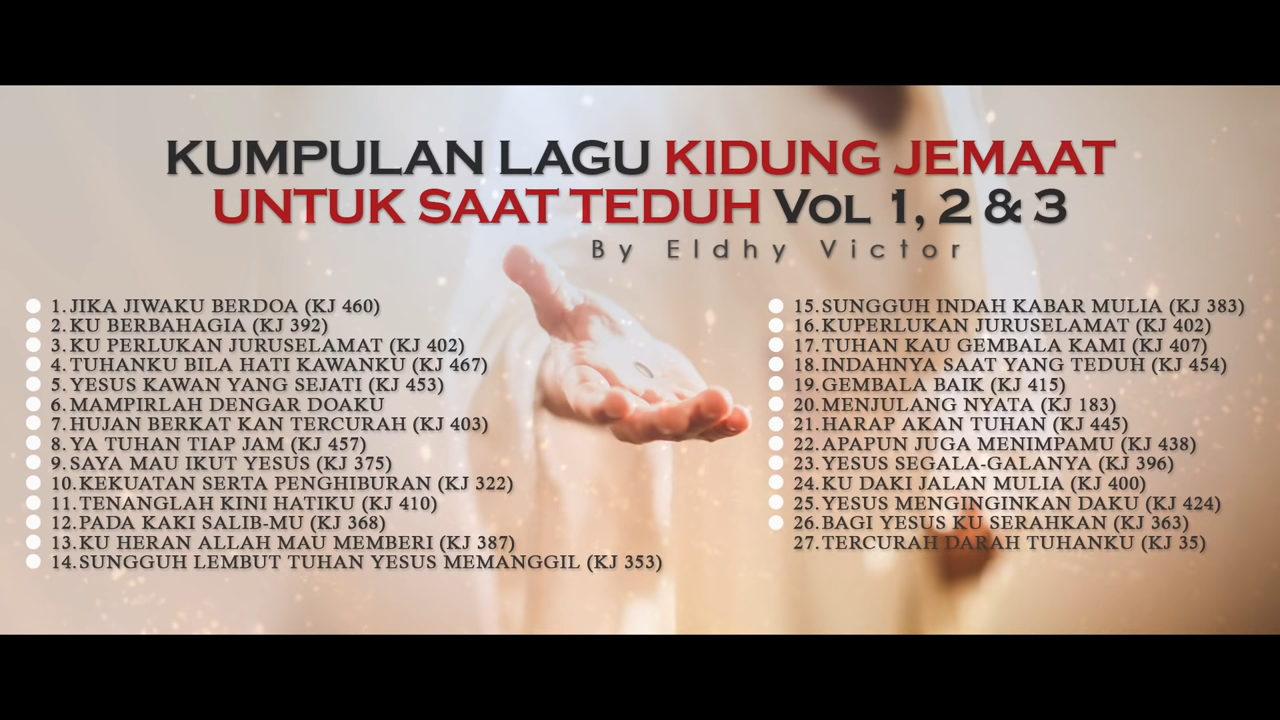 KUMPULAN LAGU KIDUNG JEMAAT
UNTUK SAAT TEDUH Vol 1, 2 & 3
By Eldhy Victor
1. JIKA JIWAKU BERDOA (KJ 460)
2. KU BERBAHAGIA (KJ 392)
3. KU PERLUKAN JURUSELAMAT (KJ 402)
4. TUHANKU BILA HATI KAWANKU (KJ 467)
5. YESUS KAWAN YANG SEJATI (KJ 453)
6. MAMPIRLAH DENGAR DOAKU
7. HUJAN BERKAT KAN TERCURAH (KJ 403)
8. YA TUHAN TIAP JAM (KJ 457)
9. SAYA MAU IKUT YESUS (KJ 375)
10. KEKUATAN SERTA PENGHIBURAN (KJ 322)
11. TENANGLAH KINI HATIKU (KJ 410)
12. PADA KAKI SALIB-MU (KJ 368)
13. KU HERAN ALLAH MAU MEMBERI (KJ 387)
14. SUNGGUH LEMBUT TUHAN YESUS MEMANGGIL (KJ 353)
15. SUNGGUH INDAH KABAR MULIA (KJ 383)
16. KUPERLUKAN JURUSELAMAT (KJ 402)
17. TUHAN KAU GEMBALA KAMI (KJ 407)
18. INDAHNYA SAAT YANG TEDUH (KJ 454)
19. GEMBALA BAIK (KJ 415)
20. MENJULANG NYATA (KJ 183)
21. HARAP AKAN TUHAN (KJ 445)
22. APAPUN JUGA MENIMPAMU (KJ 438)
23. YESUS SEGALA-GALANYA (KJ 396)
24. KU DAKI JALAN MULIA (KJ 400)
25. YESUS MENGINGINKAN DAKU (KJ 424)
26. BAGI YESUS KU SERAHKAN (KJ 363)
27. TERCURAH DARAH TUHANKU (KJ 35)